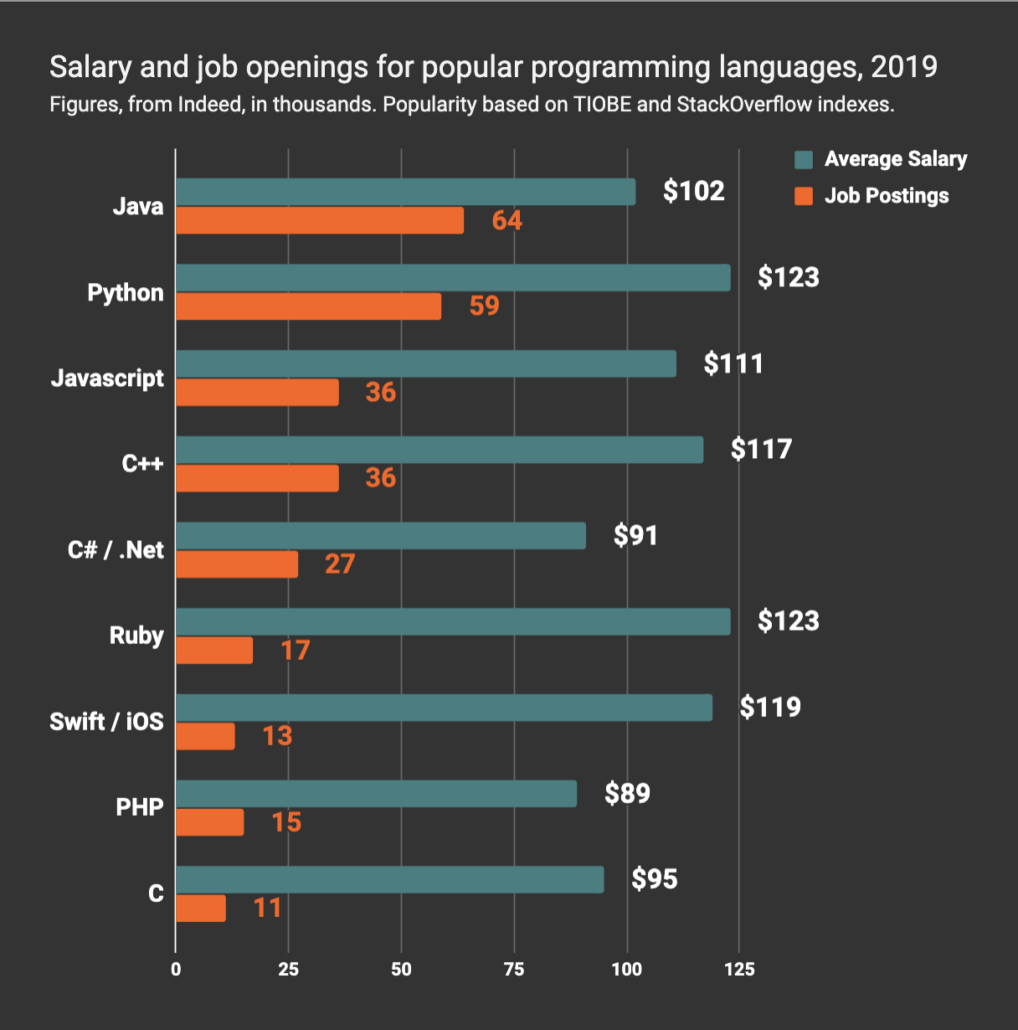 Salary and job openings for popular programming languages, 2019
Figures, from Indeed, in thousands. Popularity based on TIOBE and StackOverflow indexes.
Average Salary
Job Postings
Java
$102
64
Python
$123
59
Javascript
$111
36
C++
$117
36
C# / .Net
$91
27
Ruby
$123
17
Swift / iOS
$119
13
PHP
$89
15
C
$95
11
0 25 50 75 100 125